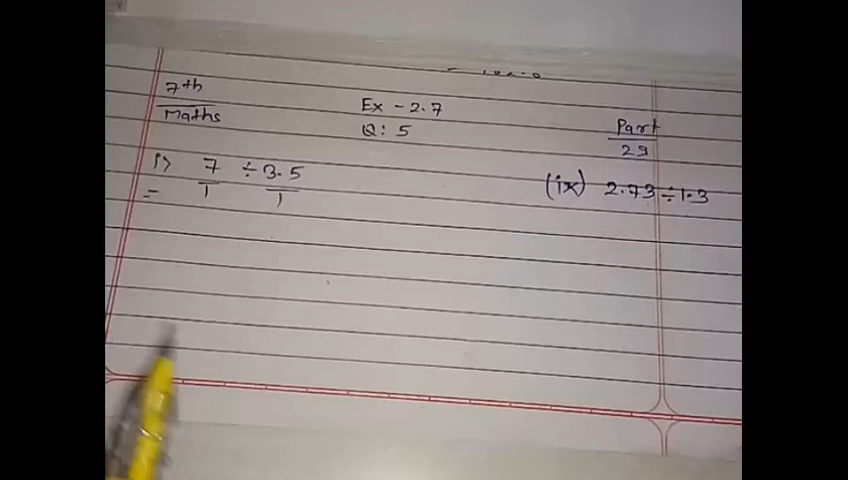 7th
Maths
Ex - 2.7
Q: 5
Part
29
i> 7/1 ÷ 3.5/1
=
(ix) 2.73 ÷ 1.3